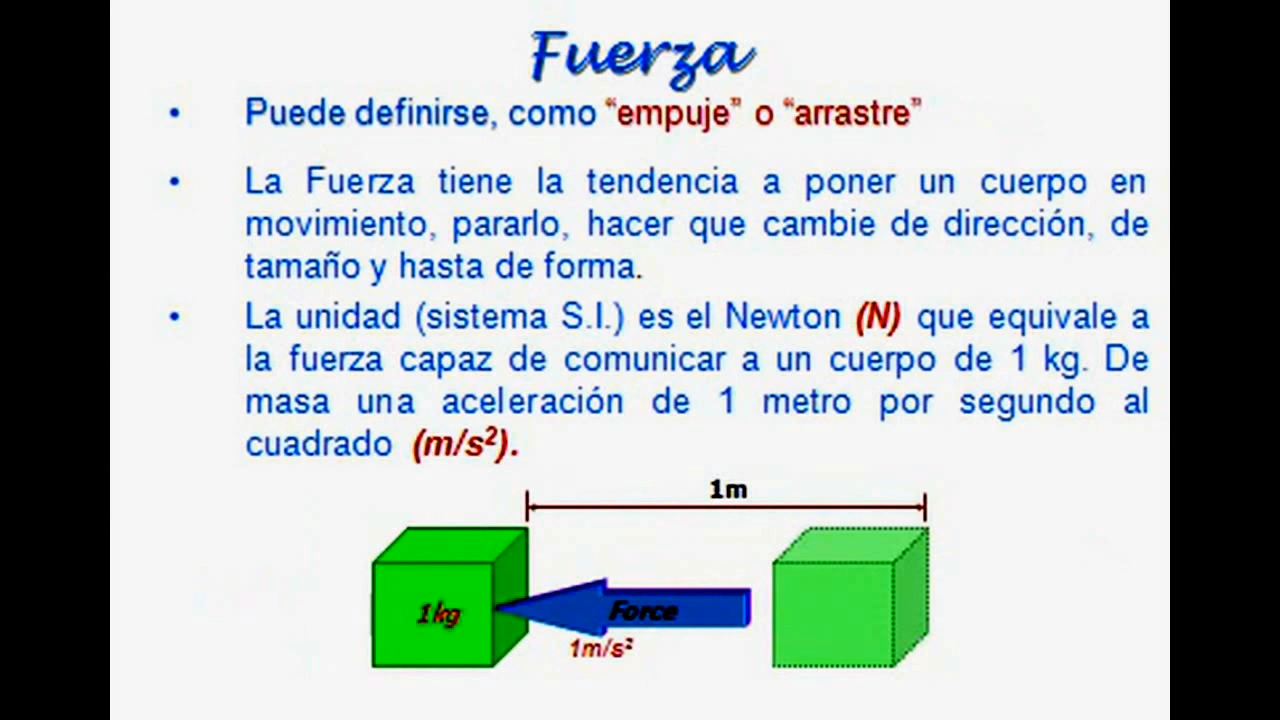 Fuerza
• Puede definirse, como “empuje” o “arrastre”
• La Fuerza tiene la tendencia a poner un cuerpo en
movimiento, pararlo, hacer que cambie de dirección, de
tamaño y hasta de forma.
• La unidad (sistema S.I.) es el Newton (N) que equivale a
la fuerza capaz de comunicar a un cuerpo de 1 kg. De
masa una aceleración de 1 metro por segundo al
cuadrado (m/s²).
1m
1kg
Force
1m/s²